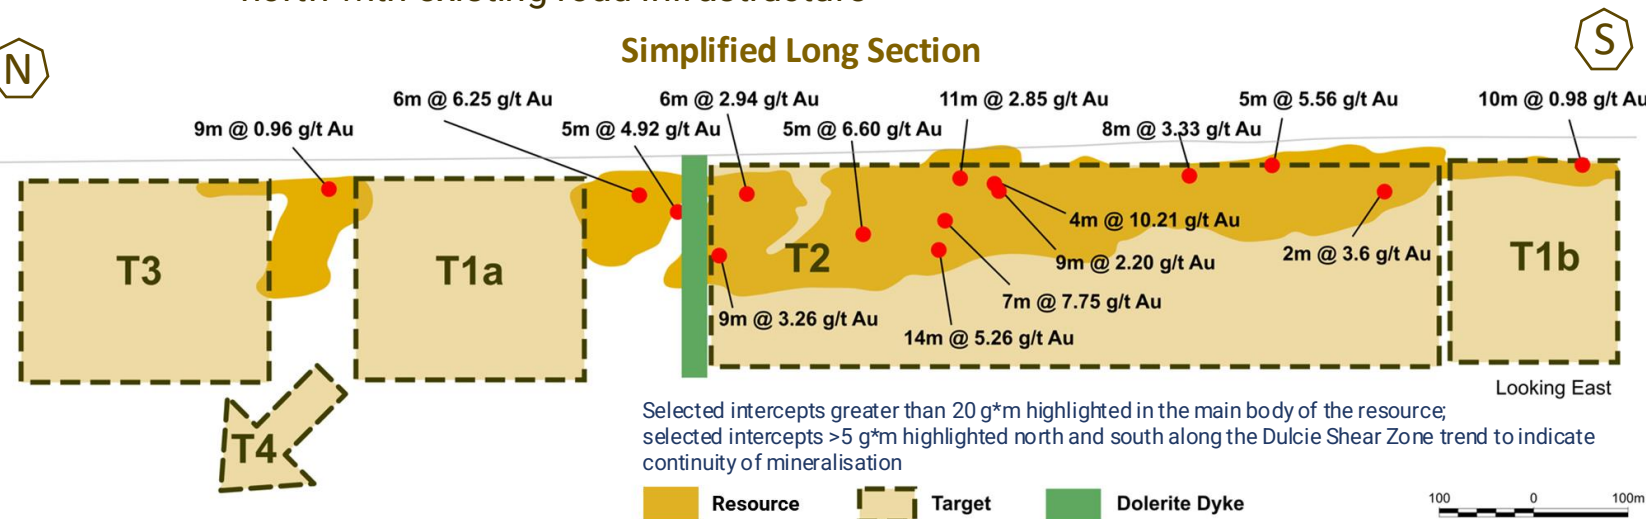 north with existing road infrastructure
Simplified Long Section
N
S
6m @ 6.25 g/t Au
6m @ 2.94 g/t Au
11m @ 2.85 g/t Au
5m @ 5.56 g/t Au
10m @ 0.98 g/t Au
9m @ 0.96 g/t Au
5m @ 4.92 g/t Au
5m @ 6.60 g/t Au
8m @ 3.33 g/t Au
4m @ 10.21 g/t Au
9m @ 2.20 g/t Au
2m @ 3.6 g/t Au
T3
T1a
T2
T1b
7m @ 7.75 g/t Au
9m @ 3.26 g/t Au
14m @ 5.26 g/t Au
Looking East
T4
Selected intercepts greater than 20 g*m highlighted in the main body of the resource;
selected intercepts >5 g*m highlighted north and south along the Dulcie Shear Zone trend to indicate
continuity of mineralisation
Resource
Target
Dolerite Dyke
100 0 100m